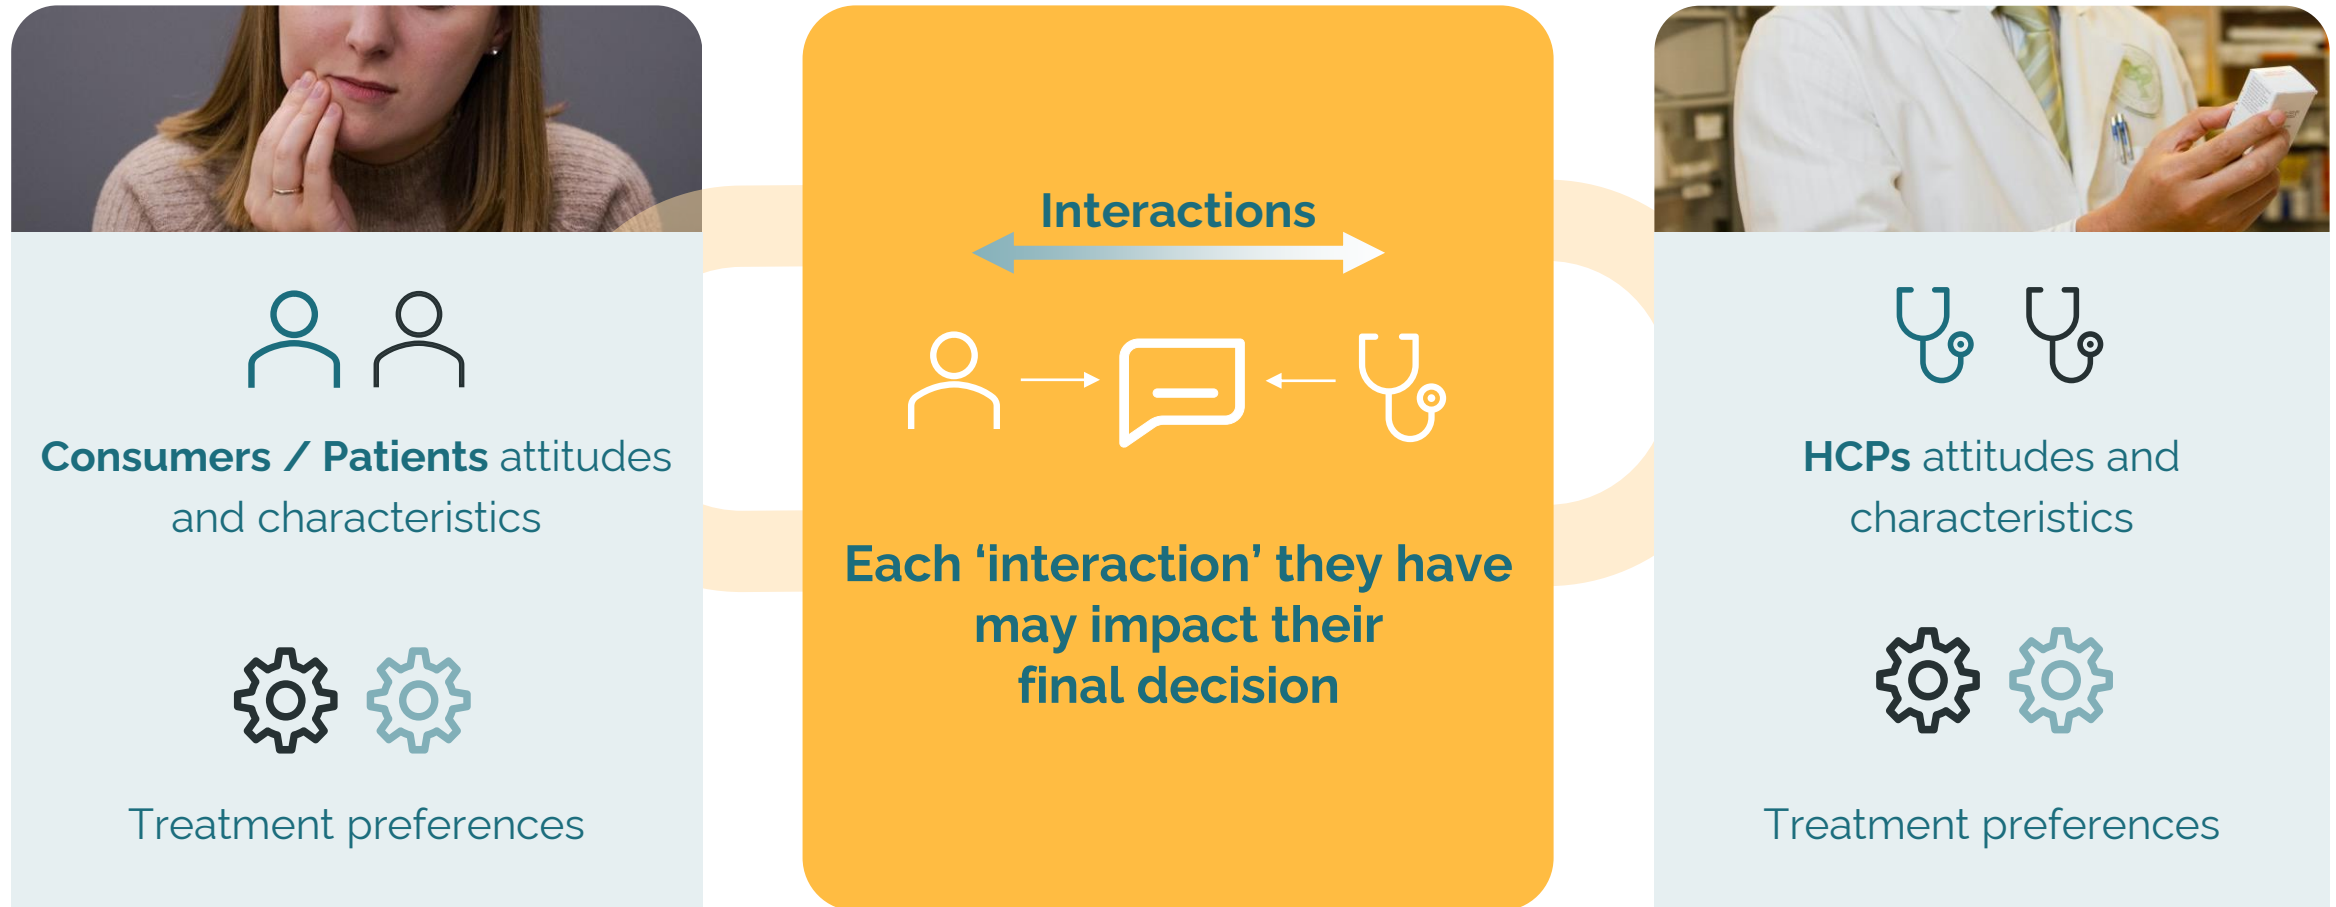 Consumers / Patients attitudes
and characteristics
Treatment preferences
Interactions
Each ‘interaction’ they have
may impact their
final decision
HCPs attitudes and
characteristics
Treatment preferences